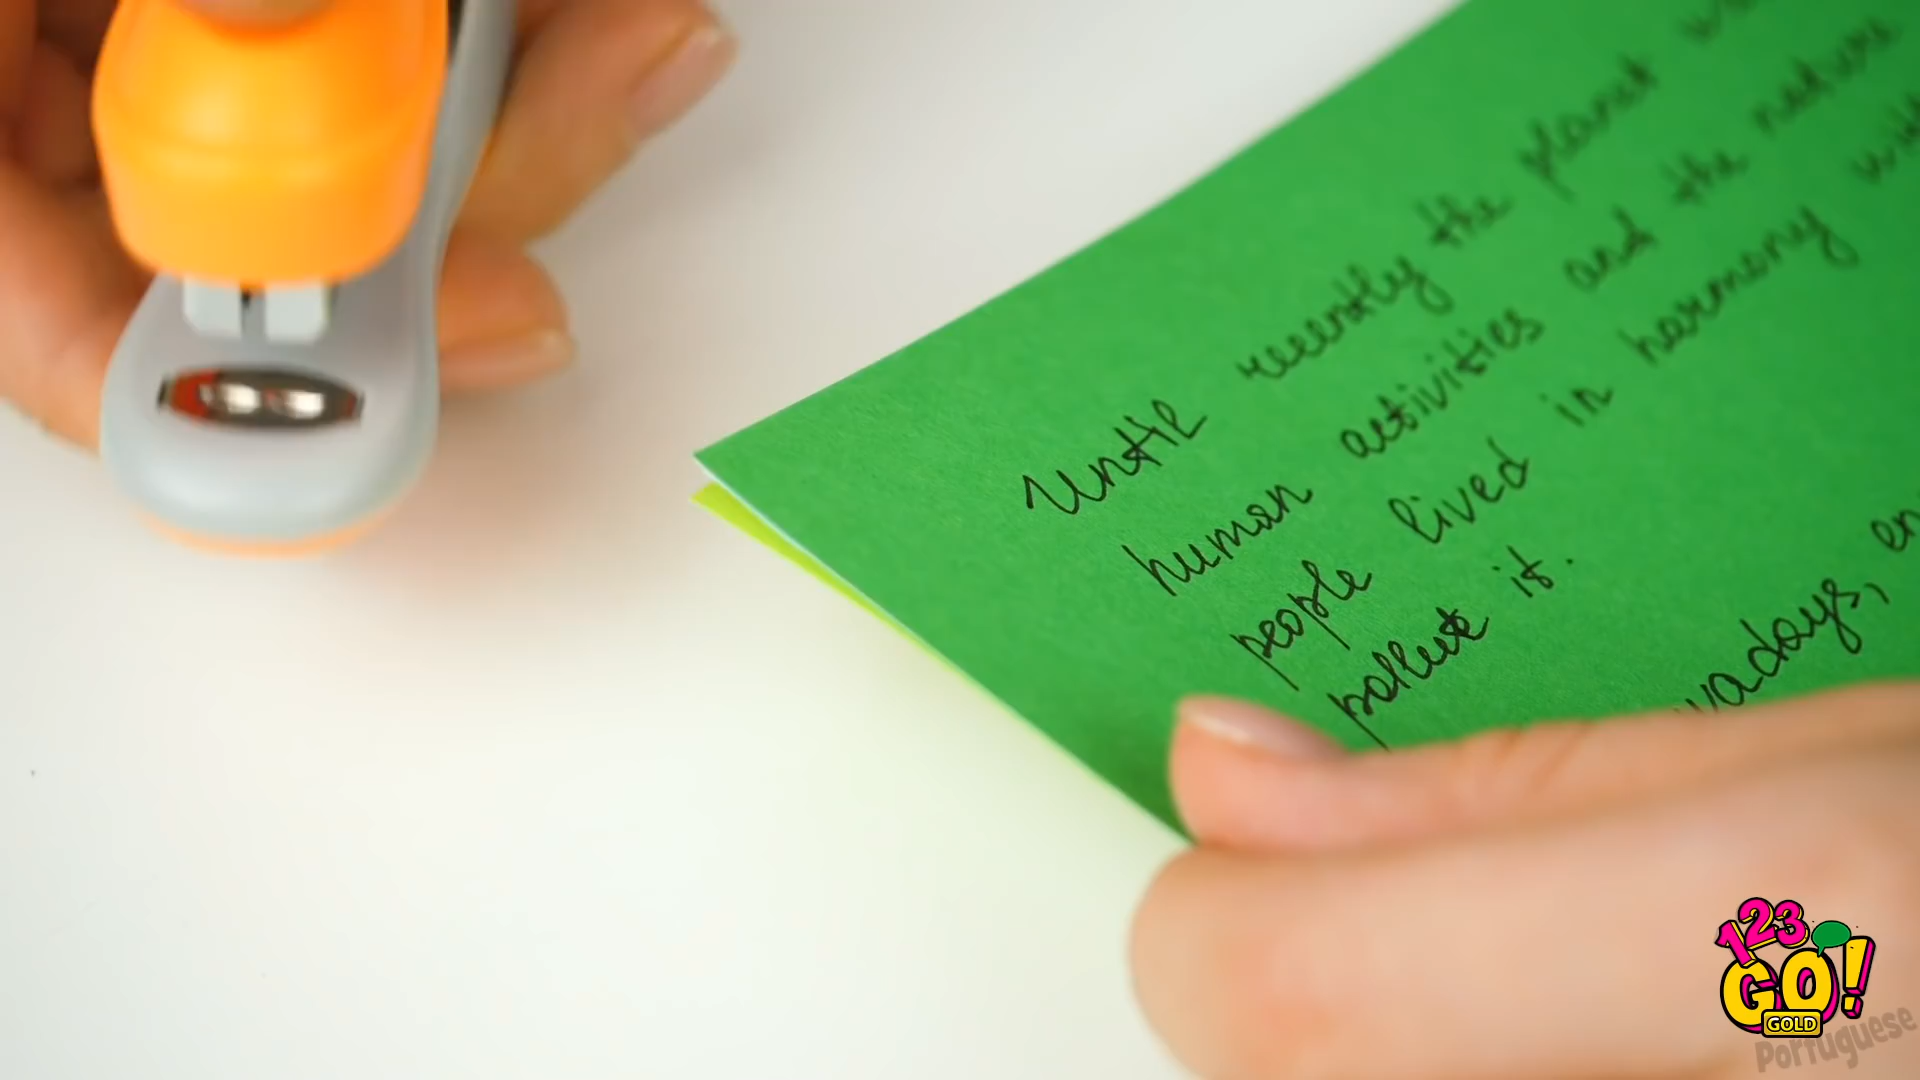 Until recently the planet
human activities and the nature
people lived in harmony
pollute it.
123
GO!
GOLD
Portuguese